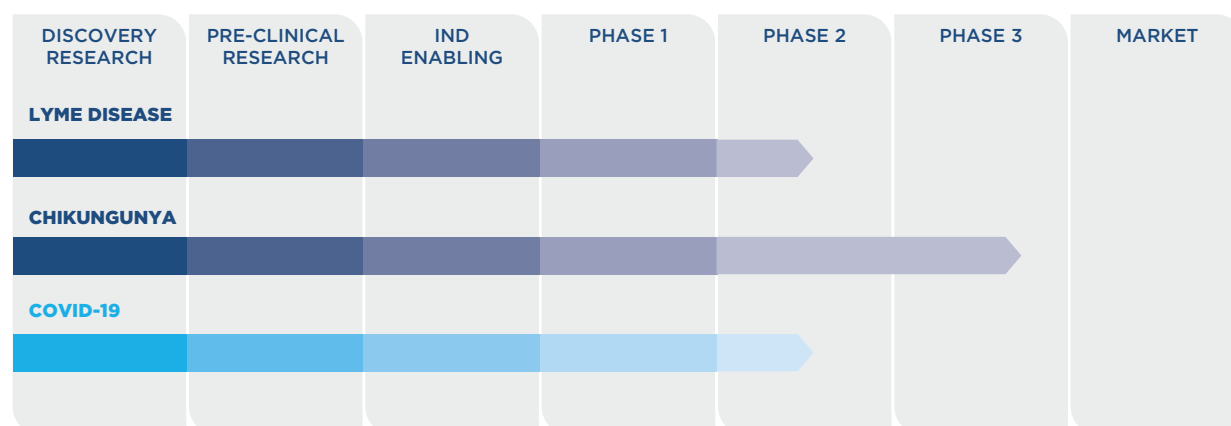 DISCOVERY
RESEARCH
PRE-CLINICAL
RESEARCH
IND
ENABLING
PHASE 1
PHASE 2
PHASE 3
MARKET
LYME DISEASE
CHIKUNGUNYA
COVID-19